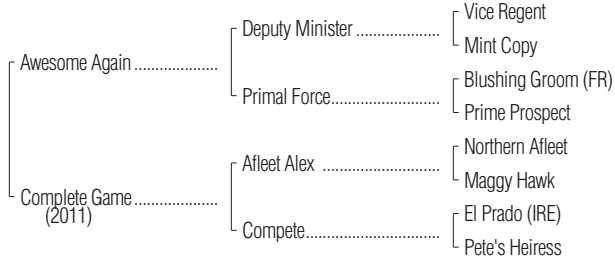 Vice Regent
Deputy Minister ....................
Mint Copy
Awesome Again ....................
Blushing Groom (FR)
Primal Force..........................
Prime Prospect
Northern Afleet
Afleet Alex ............................
Maggy Hawk
Complete Game ....................
(2011)
El Prado (IRE)
Compete................................
Pete's Heiress